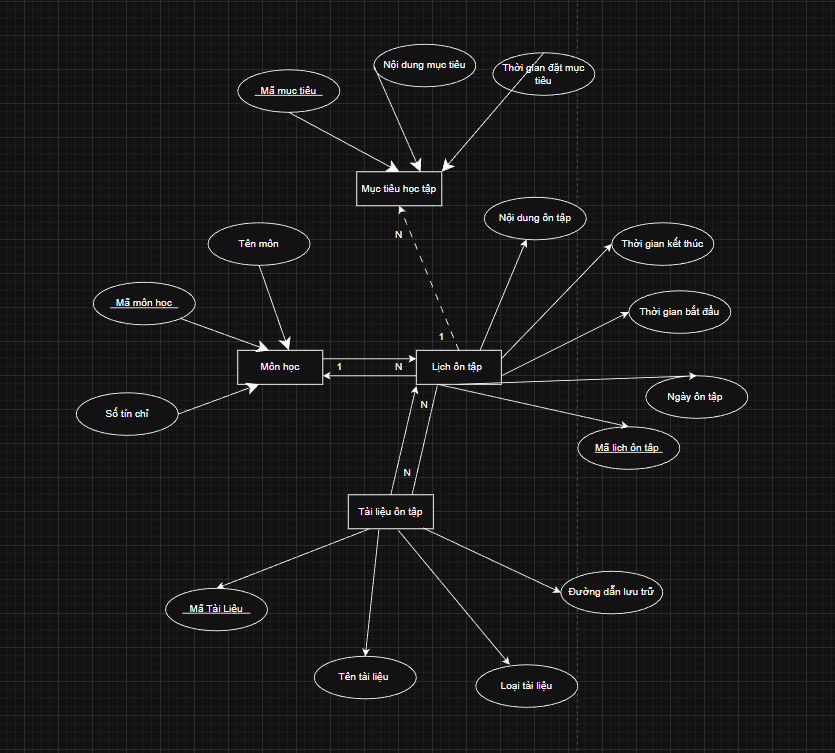 Nội dung mục tiêu
Thời gian đặt mục
tiêu
Mã mục tiêu
Mục tiêu học tập
Nội dung ôn tập
N
Tên môn
Thời gian kết thúc
Mã môn học
Thời gian bắt đầu
1
Môn học
1
N
Lịch ôn tập
Ngày ôn tập
N
Số tín chỉ
Mã lịch ôn tập
N
Tài liệu ôn tập
Đường dẫn lưu trữ
Mã Tài Liệu
Tên tài liệu
Loại tài liệu